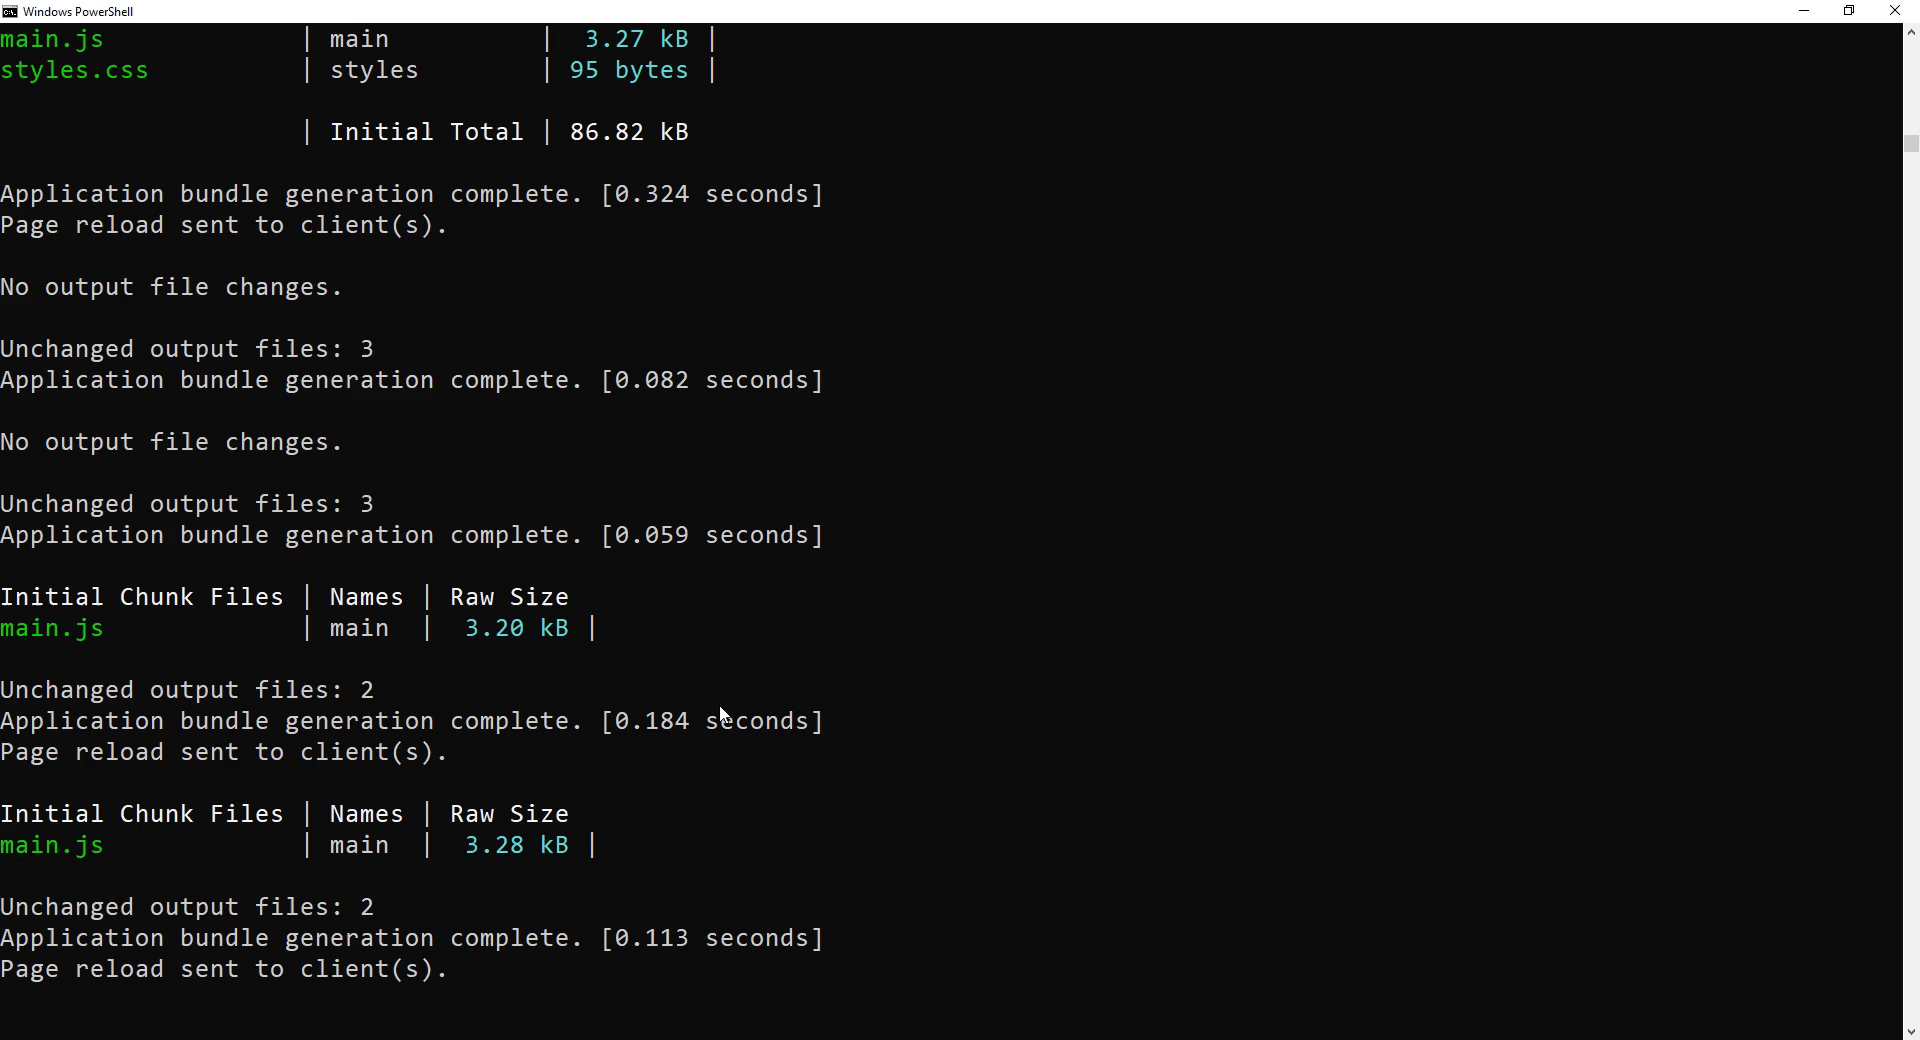 Windows PowerShell
main.js | main | 3.27 kB |
styles.css | styles | 95 bytes |
| Initial Total | 86.82 kB
Application bundle generation complete. [0.324 seconds]
Page reload sent to client(s).
No output file changes.
Unchanged output files: 3
Application bundle generation complete. [0.082 seconds]
No output file changes.
Unchanged output files: 3
Application bundle generation complete. [0.059 seconds]
Initial Chunk Files | Names | Raw Size
main.js | main | 3.20 kB |
Unchanged output files: 2
Application bundle generation complete. [0.184 seconds]
Page reload sent to client(s).
Initial Chunk Files | Names | Raw Size
main.js | main | 3.28 kB |
Unchanged output files: 2
Application bundle generation complete. [0.113 seconds]
Page reload sent to client(s).